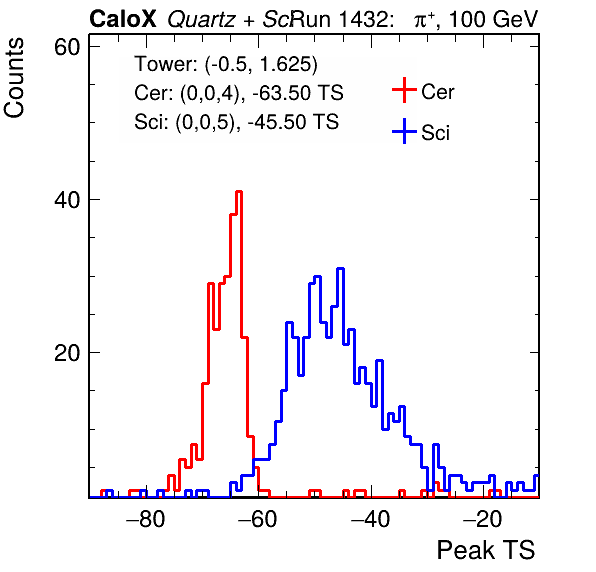 CaloX Quartz + ScRun 1432: π⁺, 100 GeV
Counts
60
40
20
Tower: (-0.5, 1.625)
Cer: (0,0,4), -63.50 TS
Sci: (0,0,5), -45.50 TS
Cer
Sci
−80 −60 −40 −20
Peak TS